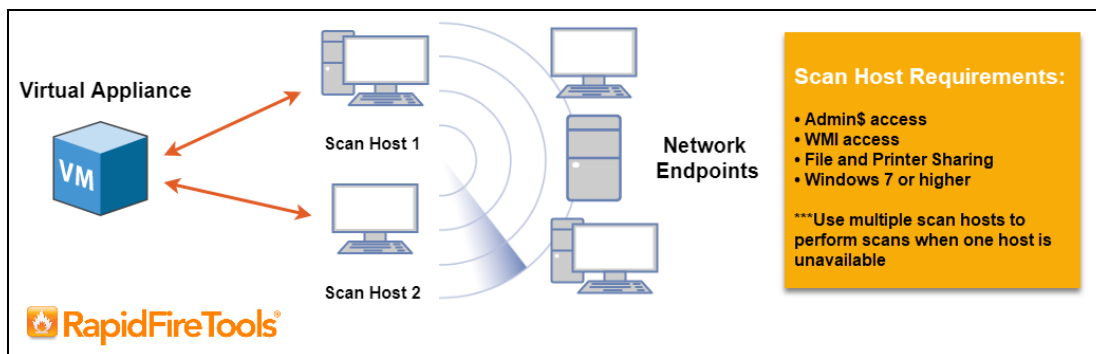 Virtual Appliance
VM
Scan Host 1
Scan Host 2
Network
Endpoints
Scan Host Requirements:
• Admin$ access
• WMI access
• File and Printer Sharing
• Windows 7 or higher
***Use multiple scan hosts to
perform scans when one host is
unavailable
RapidFireTools®